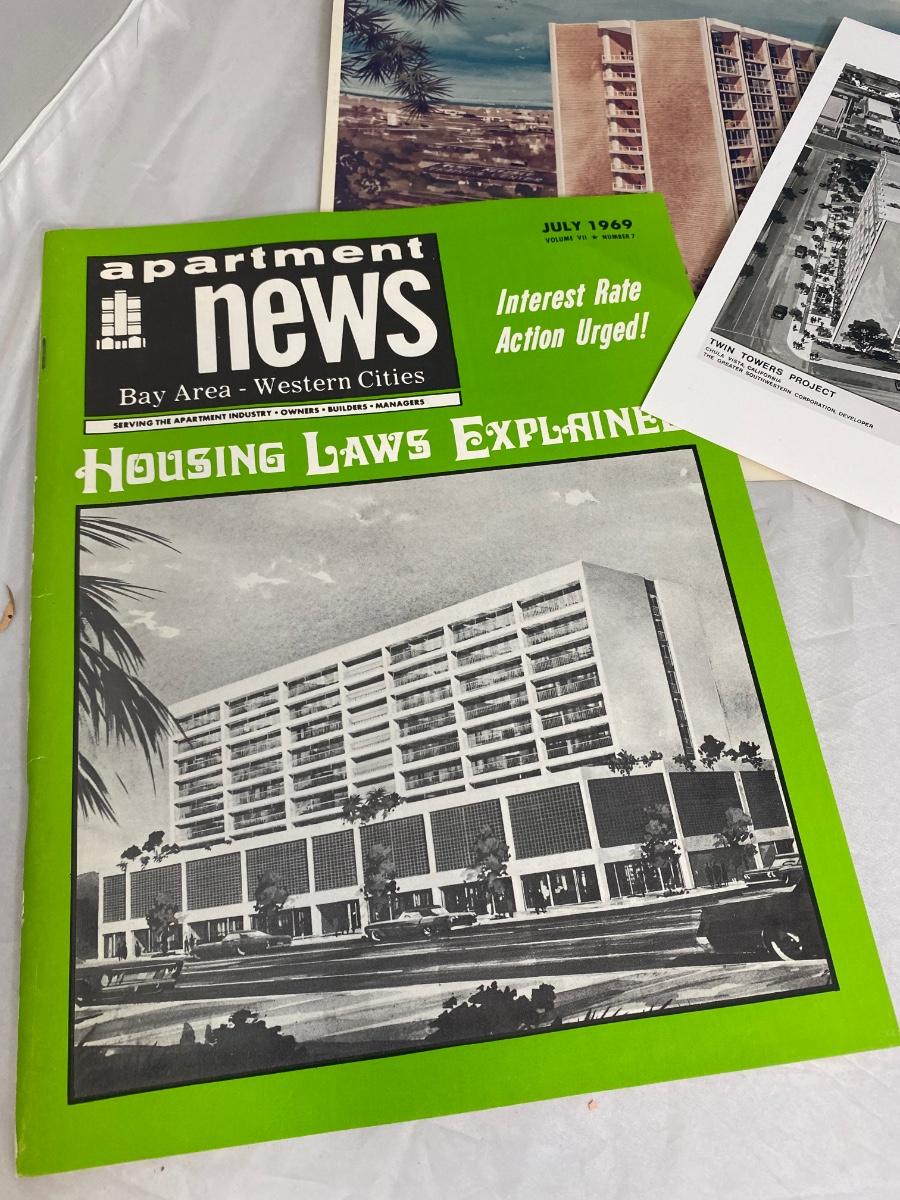 JULY 1969
VOLUME VII ★ NUMBER 7
apartment
news
Bay Area - Western Cities
SERVING THE APARTMENT INDUSTRY • OWNERS • BUILDERS • MANAGERS
Interest Rate
Action Urged!
HOUSING LAWS EXPLAINE
TWIN TOWERS PROJECT
CHULA VISTA, CALIFORNIA
THE GREATER SOUTHWESTERN CORPORATION, DEVELOPER